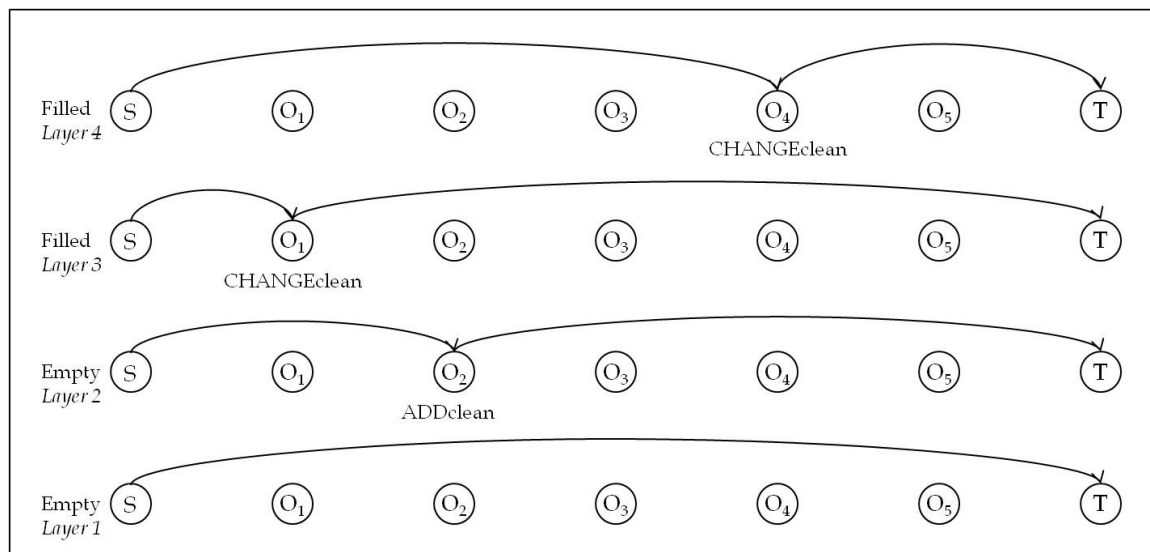 Filled S O₁ O₂ O₃ O₄ O₅ T
Layer 4
CHANGEclean
Filled S O₁ O₂ O₃ O₄ O₅ T
Layer 3
CHANGEclean
Empty S O₁ O₂ O₃ O₄ O₅ T
Layer 2
ADDclean
Empty S O₁ O₂ O₃ O₄ O₅ T
Layer 1